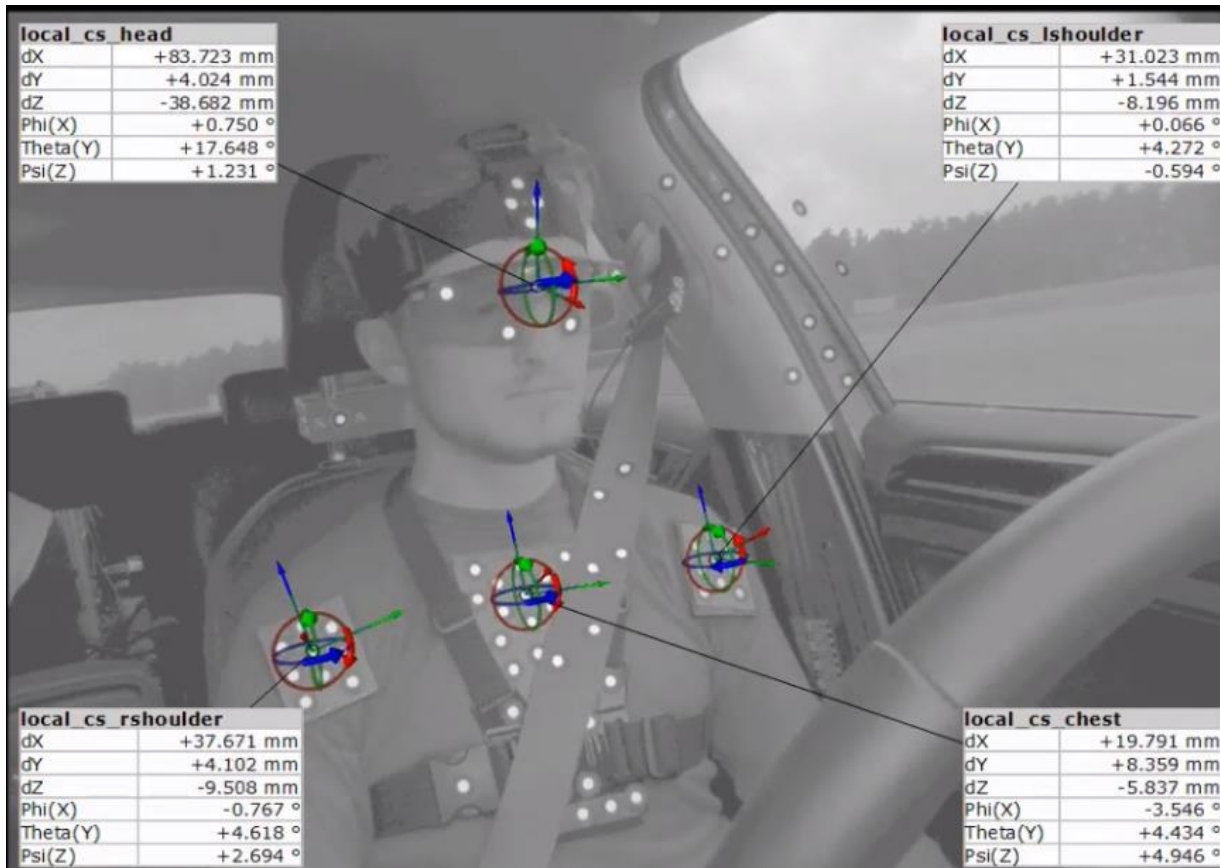 local_cs_head
dX +83.723 mm
dY +4.024 mm
dZ -38.682 mm
Phi(X) +0.750 °
Theta(Y) +17.648 °
Psi(Z) +1.231 °
local_cs_lshoulder
dX +31.023 mm
dY +1.544 mm
dZ -8.196 mm
Phi(X) +0.066 °
Theta(Y) +4.272 °
Psi(Z) -0.594 °
local_cs_rshoulder
dX +37.671 mm
dY +4.102 mm
dZ -9.508 mm
Phi(X) -0.767 °
Theta(Y) +4.618 °
Psi(Z) +2.694 °
local_cs_chest
dX +19.791 mm
dY +8.359 mm
dZ -5.837 mm
Phi(X) -3.546 °
Theta(Y) +4.434 °
Psi(Z) +4.946 °